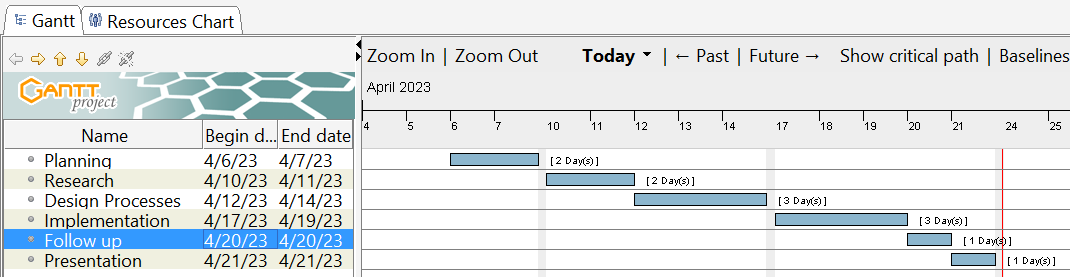 Gantt Resources Chart
Zoom In | Zoom Out Today | ← Past | Future → Show critical path | Baselines
April 2023
GANTT
project
4 5 6 7 10 11 12 13 14 17 18 19 20 21 24 25
Name Begin d... End date
Planning 4/6/23 4/7/23 [ 2 Day(s) ]
Research 4/10/23 4/11/23 [ 2 Day(s) ]
Design Processes 4/12/23 4/14/23 [ 3 Day(s) ]
Implementation 4/17/23 4/19/23 [ 3 Day(s) ]
Follow up 4/20/23 4/20/23 [ 1 Day(s) ]
Presentation 4/21/23 4/21/23 [ 1 Day(s) ]